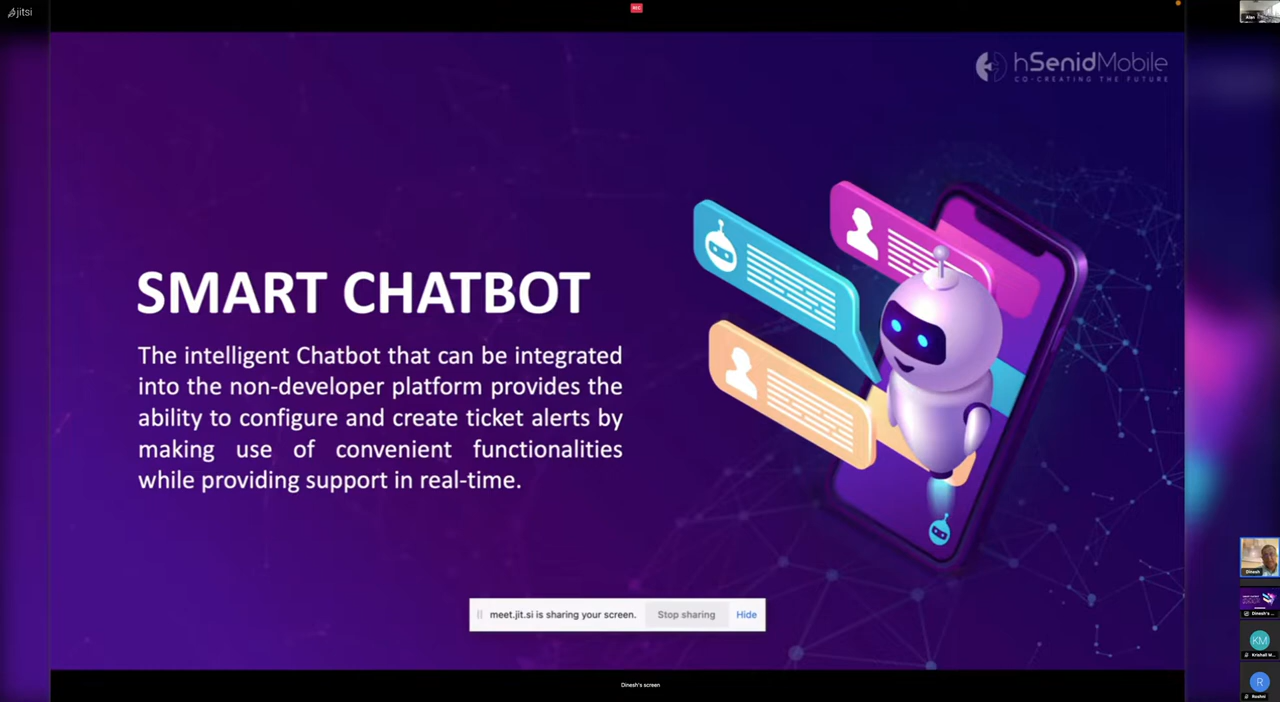 jitsi
REC
Alan
hSenidMobile
CO-CREATING THE FUTURE
SMART CHATBOT
The intelligent Chatbot that can be integrated
into the non-developer platform provides the
ability to configure and create ticket alerts by
making use of convenient functionalities
while providing support in real-time.
meet.jit.si is sharing your screen. Stop sharing Hide
Dinesh
Dinesh's ...
KM
Krishali M...
R
Roshni
Dinesh's screen